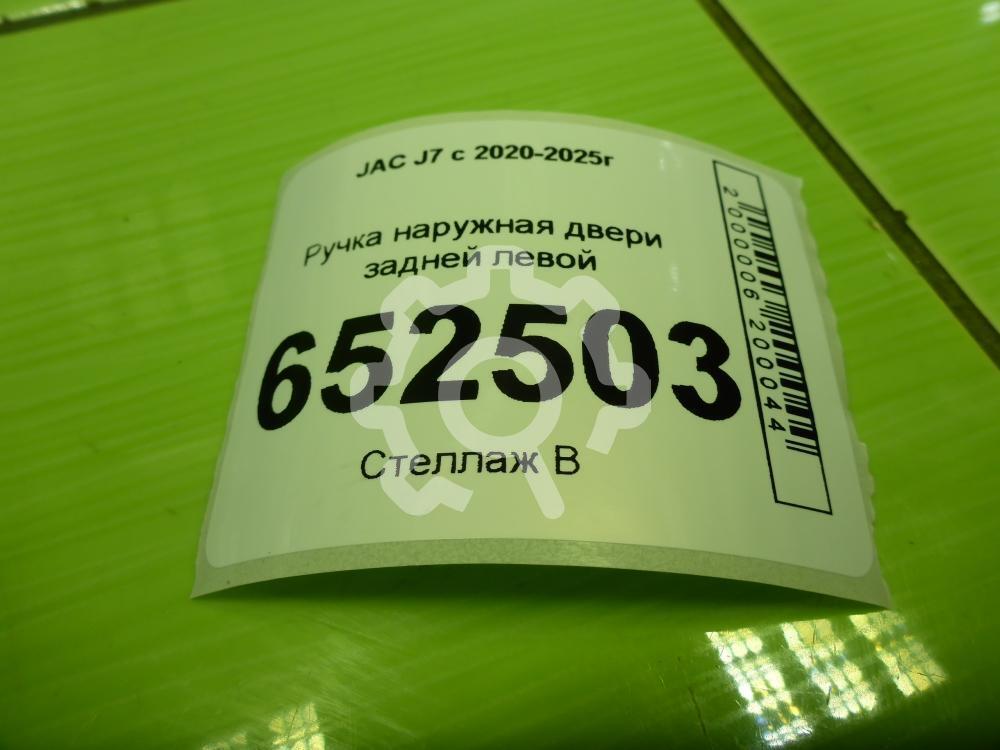 JAC J7 с 2020-2025г
Ручка наружная двери
задней левой
652503
Стеллаж B
2000006200044